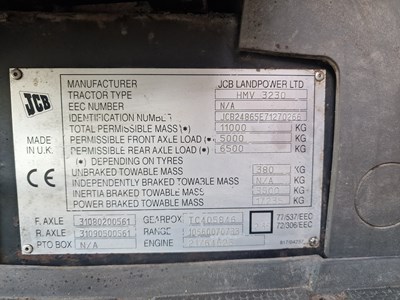 JCB
MANUFACTURER JCB LANDPOWER LTD
TRACTOR TYPE HMV 3230
EEC NUMBER N/A
IDENTIFICATION NUMBER
TOTAL PERMISSIBLE MASS (•) 11000 KG
PERMISSIBLE FRONT AXLE LOAD (•) 5000 KG
PERMISSIBLE REAR AXLE LOAD (•) 6500 KG
(•) DEPENDING ON TYRES
UNBRAKED TOWABLE MASS 380 KG
INDEPENDENTLY BRAKED TOWABLE MASS N/A KG
INERTIA BRAKED TOWABLE MASS KG
POWER BRAKED TOWABLE MASS KG
MADE IN U.K.
CE
F. AXLE 31080200561 GEARBOX 77/537/EEC
R. AXLE 31090500561 RANGE 72/306/EEC
PTO BOX N/A ENGINE